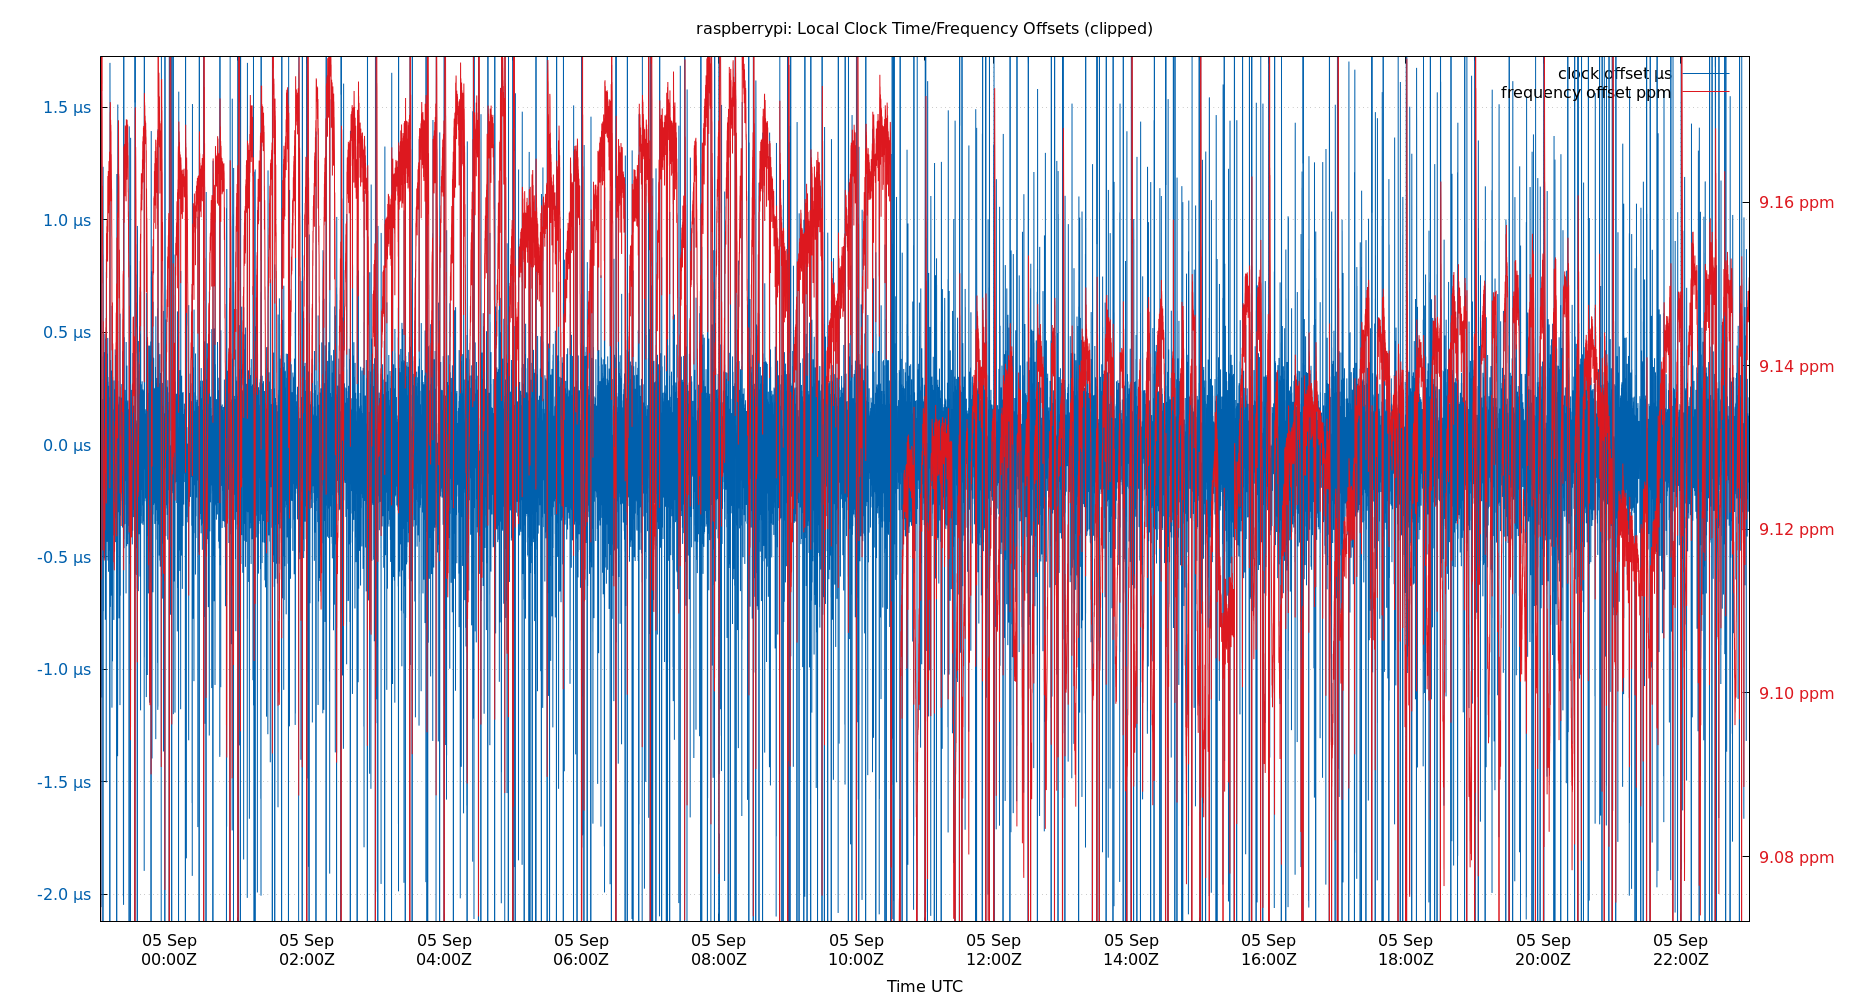 raspberrypi: Local Clock Time/Frequency Offsets (clipped)
clock offset µs
frequency offset ppm
1.5 µs
1.0 µs
0.5 µs
0.0 µs
-0.5 µs
-1.0 µs
-1.5 µs
-2.0 µs
9.16 ppm
9.14 ppm
9.12 ppm
9.10 ppm
9.08 ppm
05 Sep 05 Sep 05 Sep 05 Sep 05 Sep 05 Sep 05 Sep 05 Sep 05 Sep 05 Sep 05 Sep 05 Sep
00:00Z 02:00Z 04:00Z 06:00Z 08:00Z 10:00Z 12:00Z 14:00Z 16:00Z 18:00Z 20:00Z 22:00Z
Time UTC